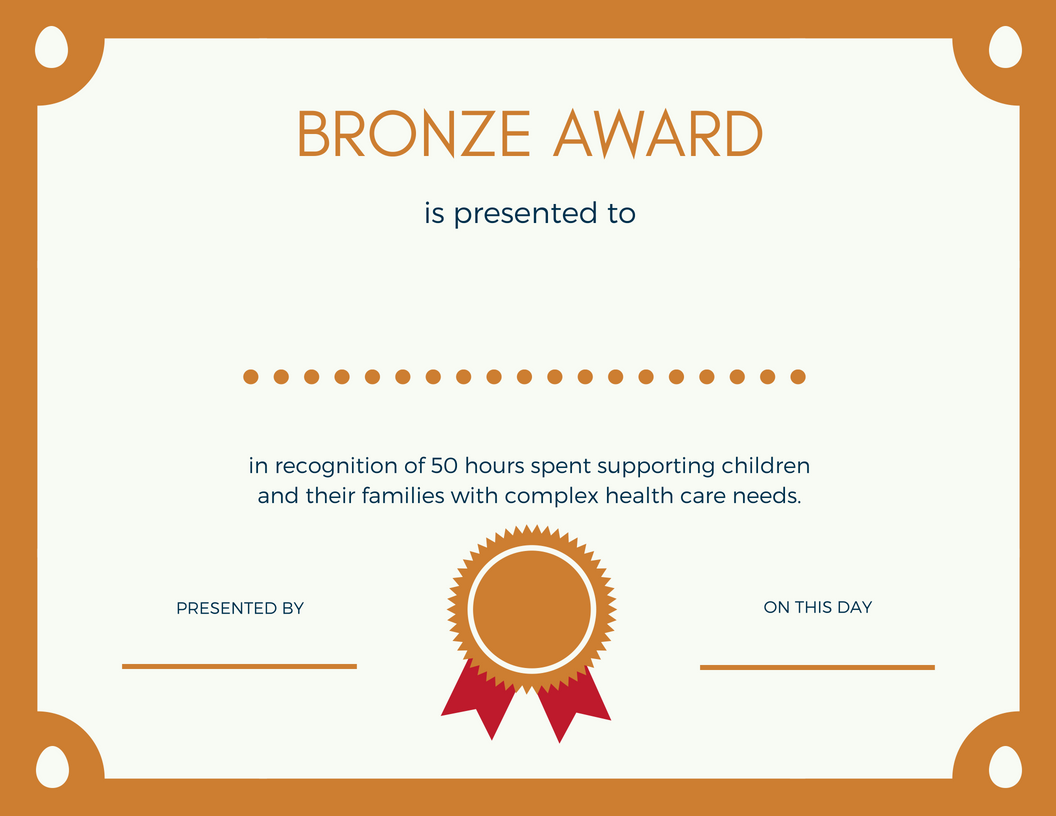 BRONZE AWARD
is presented to
in recognition of 50 hours spent supporting children
and their families with complex health care needs.
PRESENTED BY
ON THIS DAY